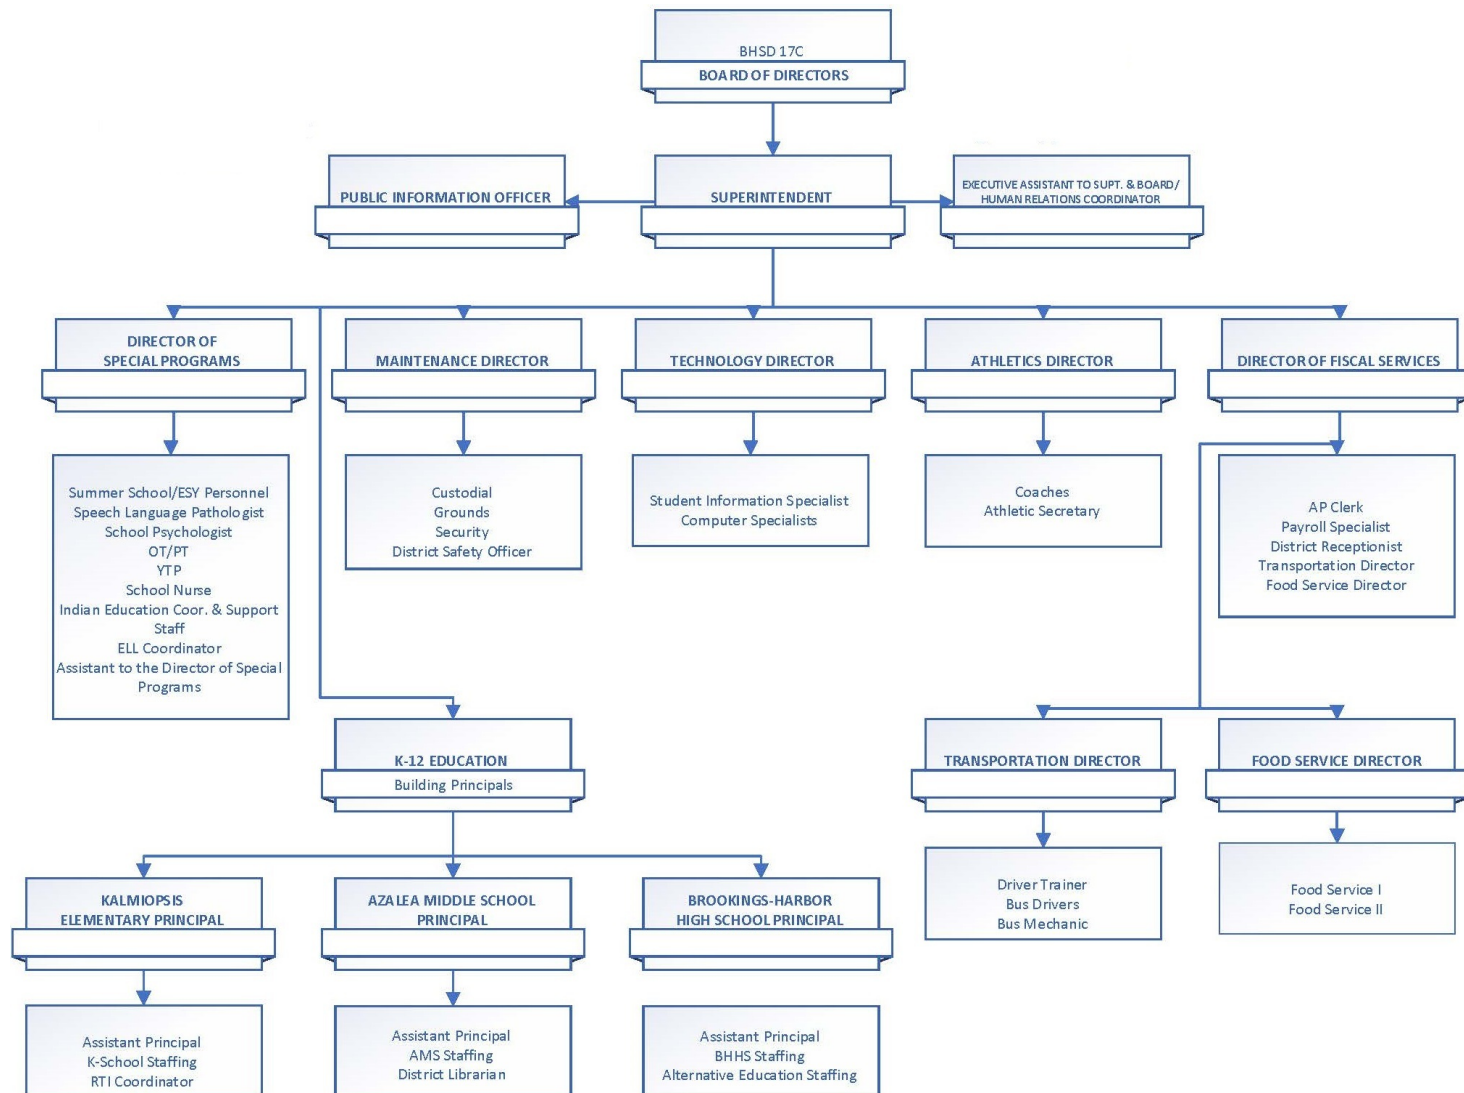 BHSD 17C
BOARD OF DIRECTORS
PUBLIC INFORMATION OFFICER
SUPERINTENDENT
EXECUTIVE ASSISTANT TO SUPT. & BOARD/
HUMAN RELATIONS COORDINATOR
DIRECTOR OF
SPECIAL PROGRAMS
MAINTENANCE DIRECTOR
TECHNOLOGY DIRECTOR
ATHLETICS DIRECTOR
DIRECTOR OF FISCAL SERVICES
Summer School/ESY Personnel
Speech Language Pathologist
School Psychologist
OT/PT
YTP
School Nurse
Indian Education Coor. & Support
Staff
ELL Coordinator
Assistant to the Director of Special
Programs
Custodial
Grounds
Security
District Safety Officer
Student Information Specialist
Computer Specialists
Coaches
Athletic Secretary
AP Clerk
Payroll Specialist
District Receptionist
Transportation Director
Food Service Director
K-12 EDUCATION
Building Principals
TRANSPORTATION DIRECTOR
FOOD SERVICE DIRECTOR
Driver Trainer
Bus Drivers
Bus Mechanic
Food Service I
Food Service II
KALMIOPSIS
ELEMENTARY PRINCIPAL
AZALEA MIDDLE SCHOOL
PRINCIPAL
BROOKINGS-HARBOR
HIGH SCHOOL PRINCIPAL
Assistant Principal
K-School Staffing
RTI Coordinator
Assistant Principal
AMS Staffing
District Librarian
Assistant Principal
BHHS Staffing
Alternative Education Staffing